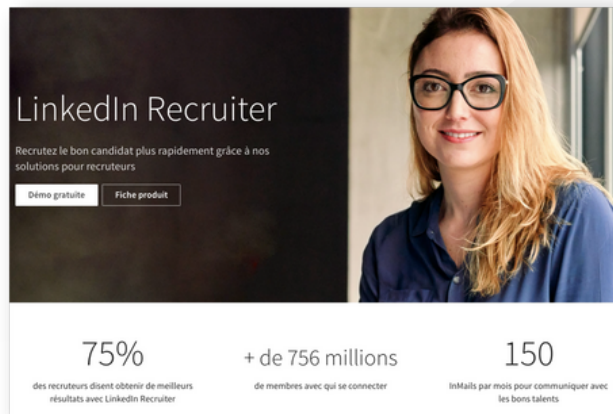 LinkedIn Recruiter
Recrutez le bon candidat plus rapidement grâce à nos
solutions pour recruteurs
Démo gratuite
Fiche produit
75%
des recruteurs disent obtenir de meilleurs
résultats avec LinkedIn Recruiter
+ de 756 millions
de membres avec qui se connecter
150
InMails par mois pour communiquer avec
les bons talents